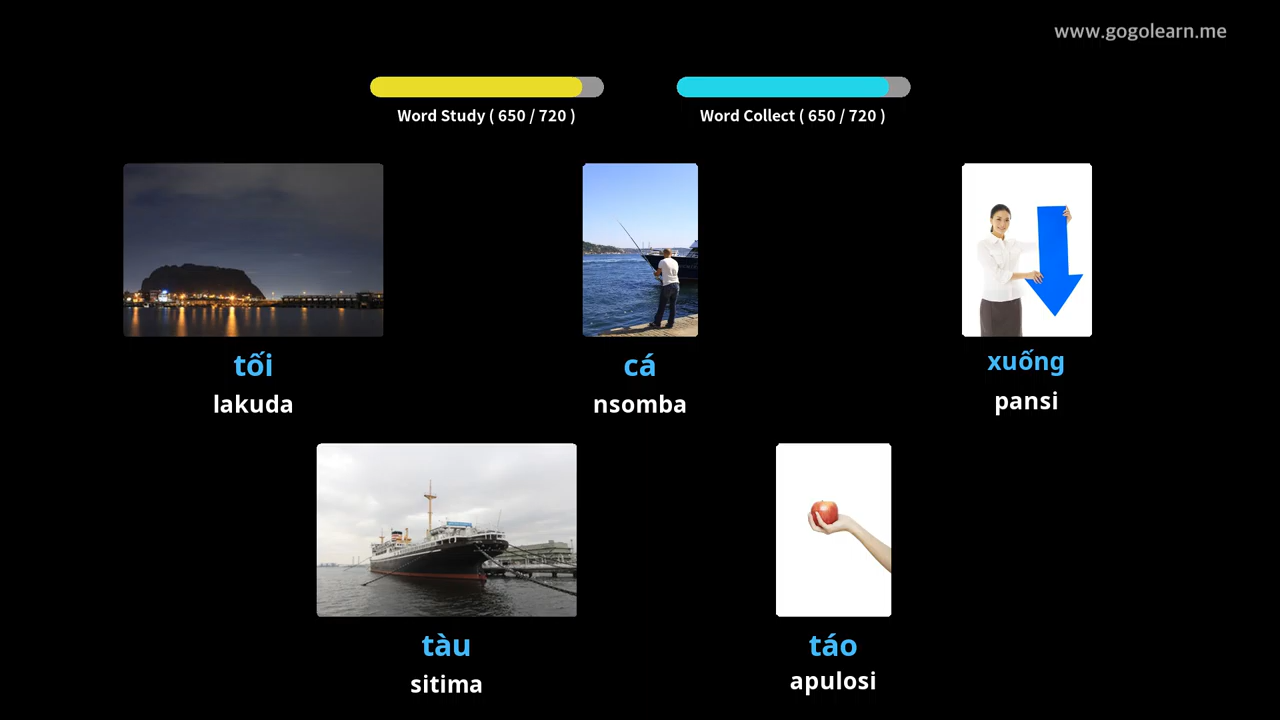 www.gogolearn.me
Word Study ( 650 / 720 )
Word Collect ( 650 / 720 )
tối
lakuda
cá
nsomba
xuống
pansi
tàu
sitima
táo
apulosi